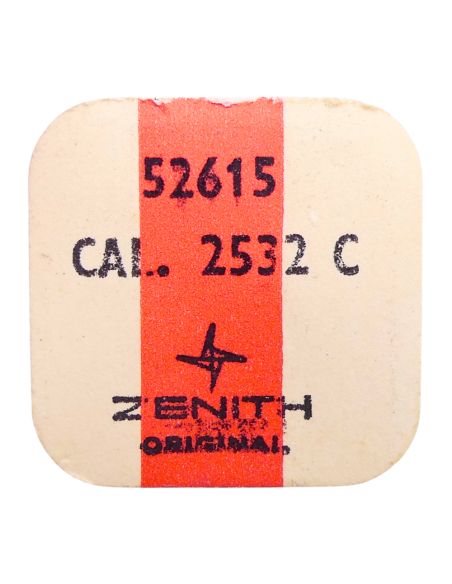 52615
CAL. 2532 C
ZENITH
ORIGINAL.